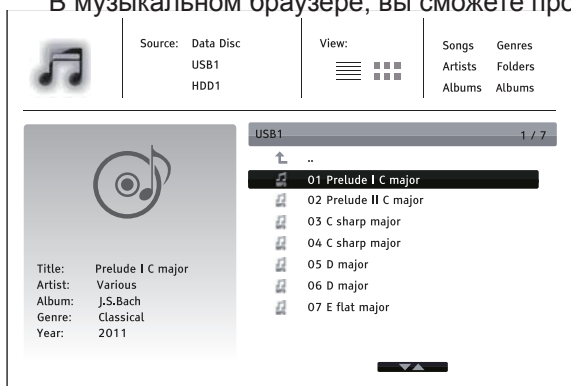 В музыкальном браузере, вы сможете
Source: Data Disc
USB1
HDD1
View:
Songs Genres
Artists Folders
Albums Albums
USB1 1 / 7
..
01 Prelude I C major
02 Prelude II C major
03 C sharp major
04 C sharp major
05 D major
06 D major
07 E flat major
Title: Prelude I C major
Artist: Various
Album: J.S.Bach
Genre: Classical
Year: 2011